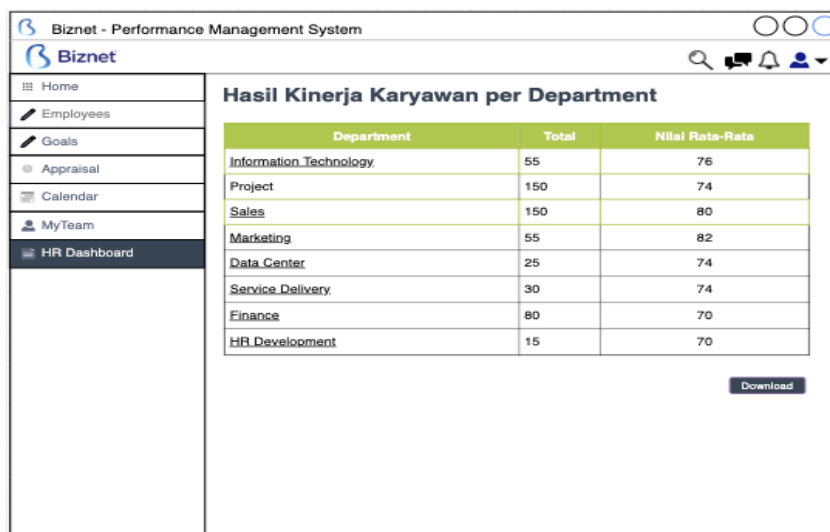 Biznet - Performance Management System
Biznet
Home
Employees
Goals
Appraisal
Calendar
MyTeam
HR Dashboard
Hasil Kinerja Karyawan per Department
Department Total Nilai Rata-Rata
Information Technology 55 76
Project 150 74
Sales 150 80
Marketing 55 82
Data Center 25 74
Service Delivery 30 74
Finance 80 70
HR Development 15 70
Download